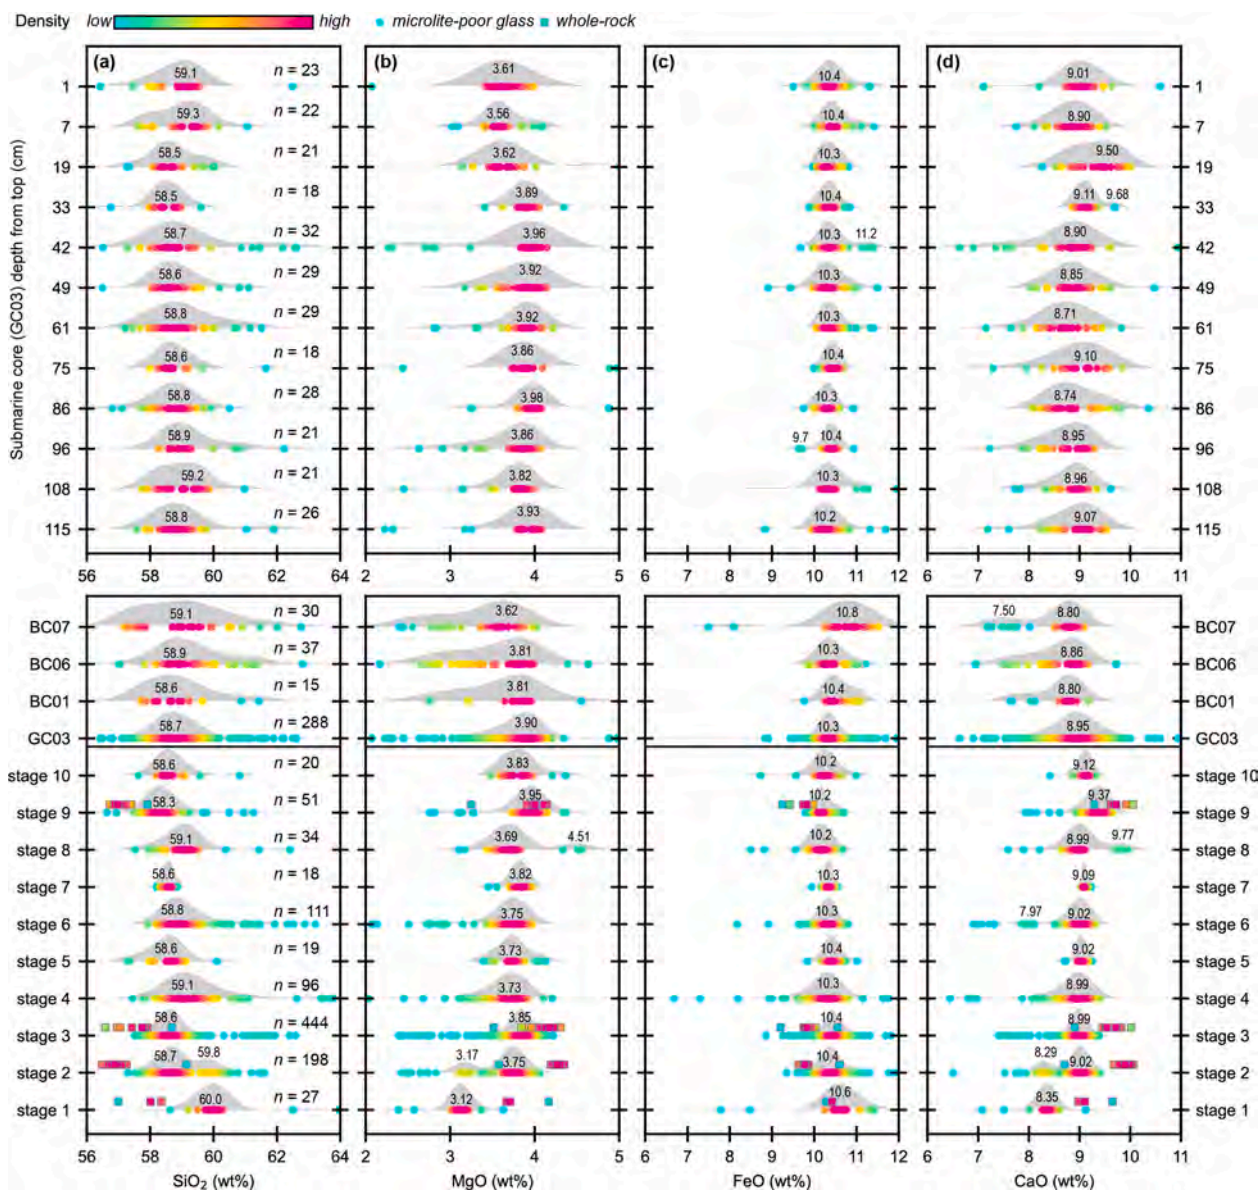 Density low high microlite-poor glass whole-rock
(a) (b) (c) (d)
Submarine core (GC03) depth from top (cm)
1 59.1 n = 23 3.61 10.4 9.01 1
7 59.3 n = 22 3.56 10.4 8.90 7
19 58.5 n = 21 3.62 10.3 9.50 19
33 58.5 n = 18 3.89 10.4 9.11 9.68 33
42 58.7 n = 32 3.96 10.3 11.2 8.90 42
49 58.6 n = 29 3.92 10.3 8.85 49
61 58.8 n = 29 3.92 10.3 8.71 61
75 58.6 n = 18 3.86 10.4 9.10 75
86 58.8 n = 28 3.98 10.3 8.74 86
96 58.9 n = 21 3.86 9.7 10.4 8.95 96
108 59.2 n = 21 3.82 10.3 8.96 108
115 58.8 n = 26 3.93 10.2 9.07 115
56 58 60 62 64 2 3 4 5 6 7 8 9 10 11 12 6 7 8 9 10 11
BC07 59.1 n = 30 3.62 10.8 7.50 8.80 BC07
BC06 58.9 n = 37 3.81 10.3 8.86 BC06
BC01 58.6 n = 15 3.81 10.4 8.80 BC01
GC03 58.7 n = 288 3.90 10.3 8.95 GC03
stage 10 58.6 n = 20 3.83 10.2 9.12 stage 10
stage 9 58.3 n = 51 3.95 10.2 9.37 stage 9
stage 8 59.1 n = 34 3.69 4.51 10.2 8.99 9.77 stage 8
stage 7 58.6 n = 18 3.82 10.3 9.09 stage 7
stage 6 58.8 n = 111 3.75 10.3 7.97 9.02 stage 6
stage 5 58.6 n = 19 3.73 10.4 9.02 stage 5
stage 4 59.1 n = 96 3.73 10.3 8.99 stage 4
stage 3 58.6 n = 444 3.85 10.4 8.99 stage 3
stage 2 58.7 59.8 n = 198 3.17 3.75 10.4 8.29 9.02 stage 2
stage 1 60.0 n = 27 3.12 10.6 8.35 stage 1
56 58 60 62 64 2 3 4 5 6 7 8 9 10 11 12 6 7 8 9 10 11
SiO₂ (wt%) MgO (wt%) FeO (wt%) CaO (wt%)